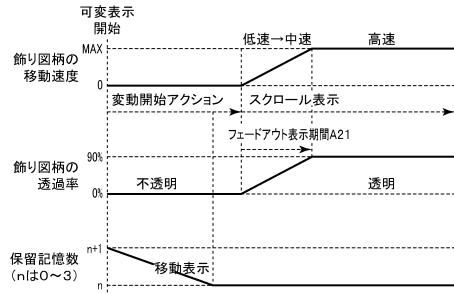 可変表示
開始
低速→中速
高速
飾り図柄の
移動速度
MAX
0
変動開始アクション
スクロール表示
フェードアウト表示期間A21
飾り図柄の
透過率
90%
0%
不透明
透明
保留記憶数
(nは0~3)
n+1
n
移動表示